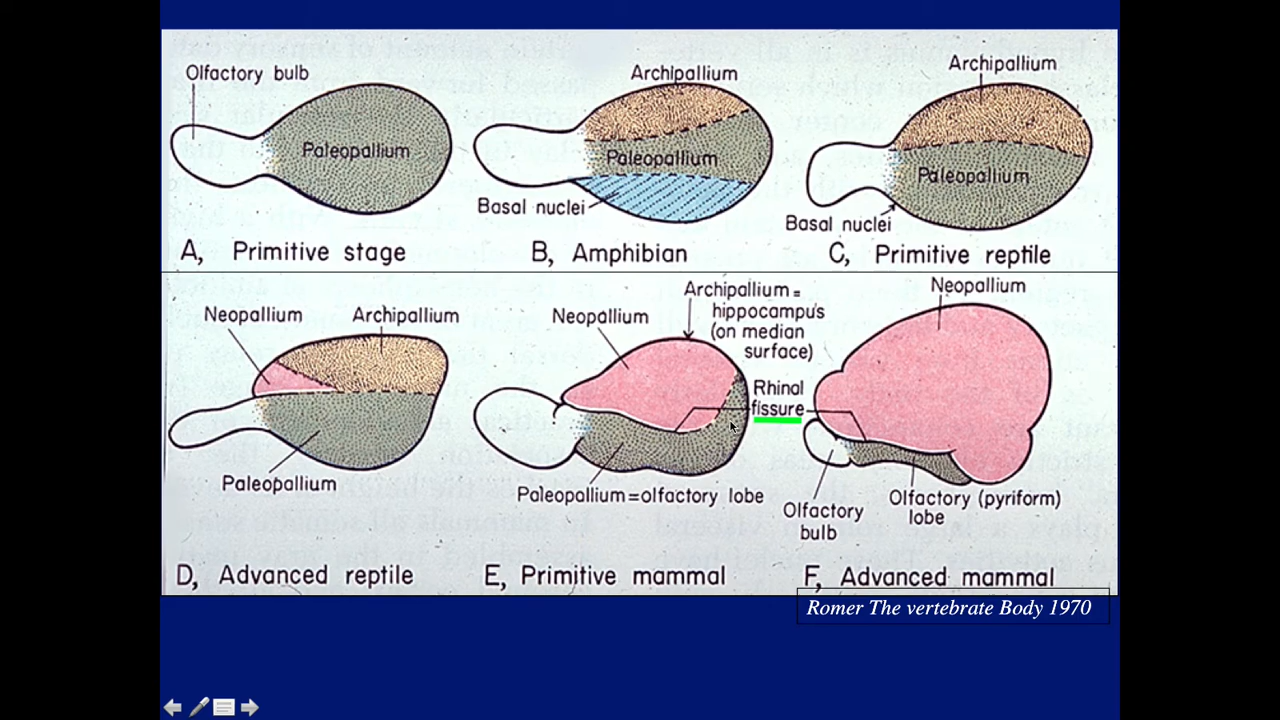 Olfactory bulb
Paleopallium
A, Primitive stage
Archipallium
Paleopallium
Basal nuclei
B, Amphibian
Archipallium
Paleopallium
Basal nuclei
C, Primitive reptile
Neopallium
Archipallium
Paleopallium
D, Advanced reptile
Neopallium
Archipallium =
hippocampus
(on median
surface)
Rhinal
fissure
Paleopallium = olfactory lobe
E, Primitive mammal
Neopallium
Olfactory
bulb
Olfactory (pyriform)
lobe
F, Advanced mammal
Romer The vertebrate Body 1970